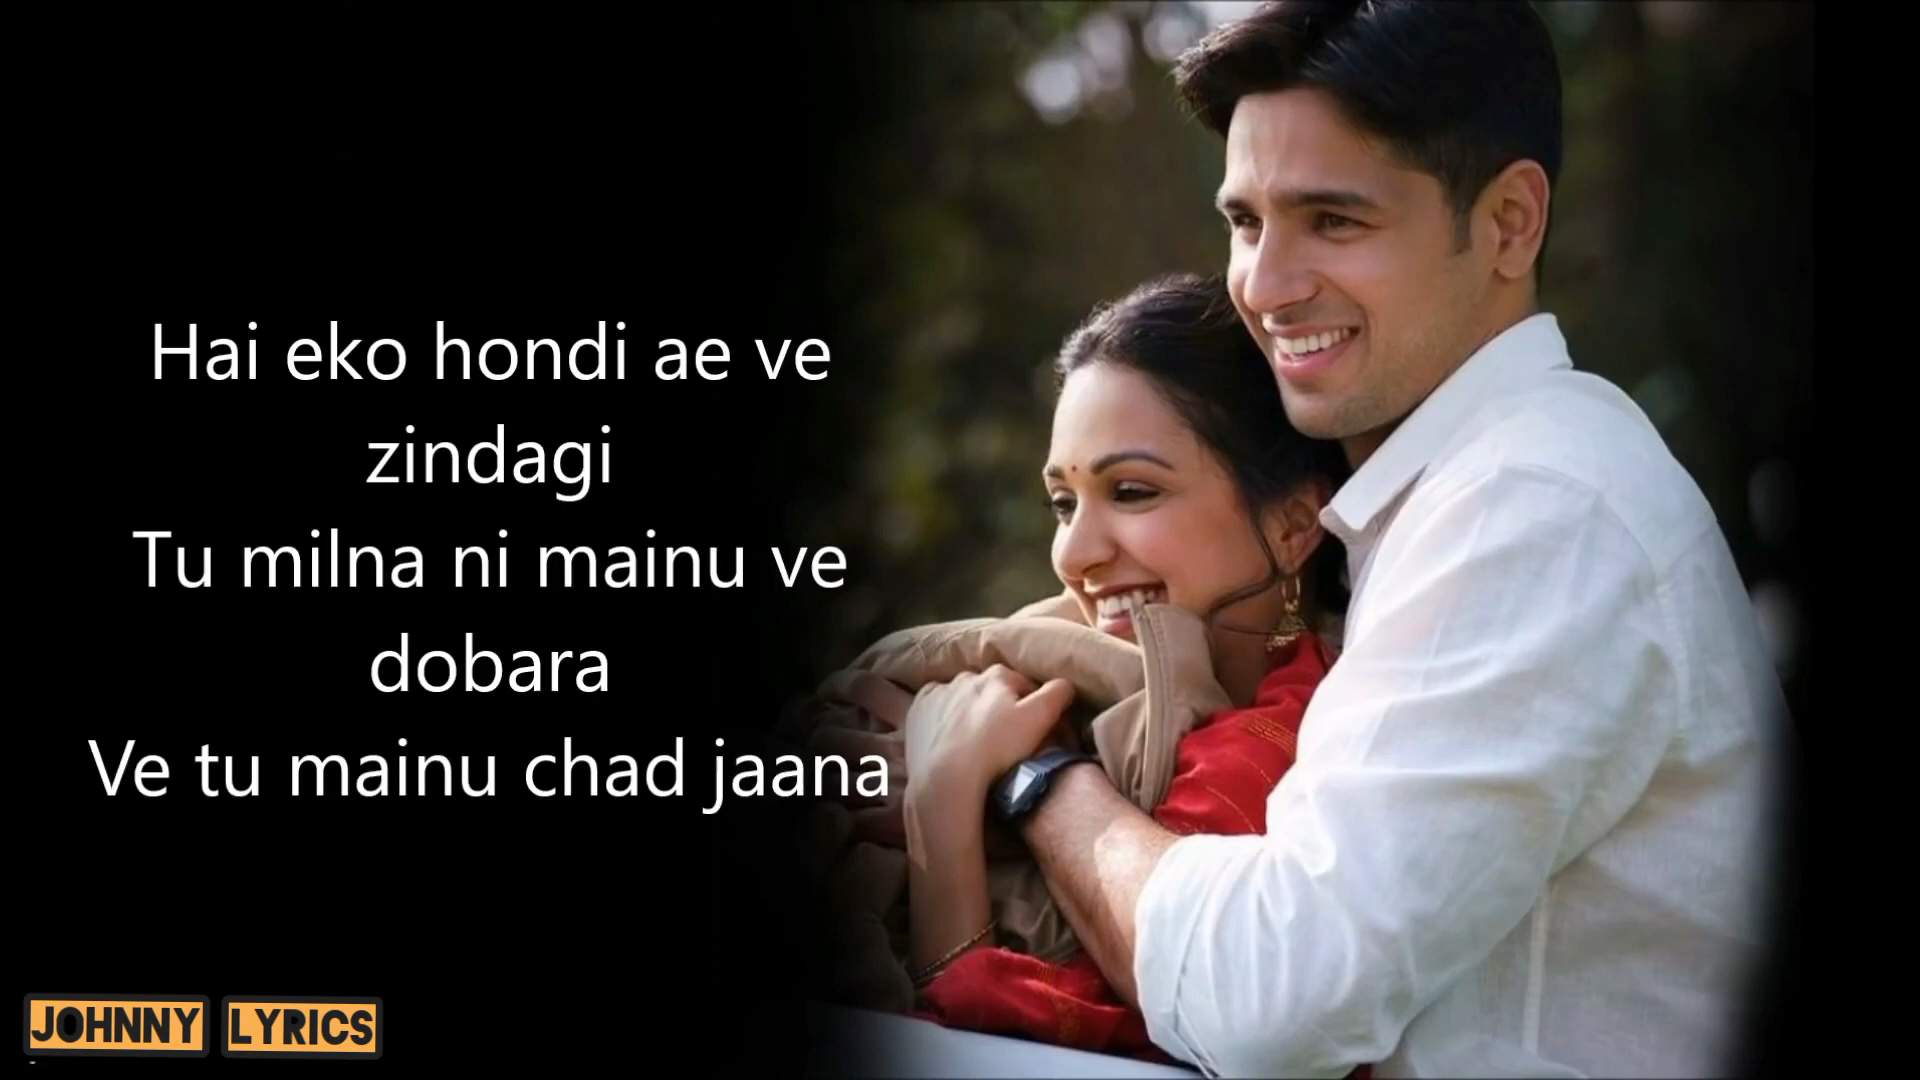 Hai eko hondi ae ve
zindagi
Tu milna ni mainu ve
dobara
Ve tu mainu chad jaana
JOHNNY LYRICS